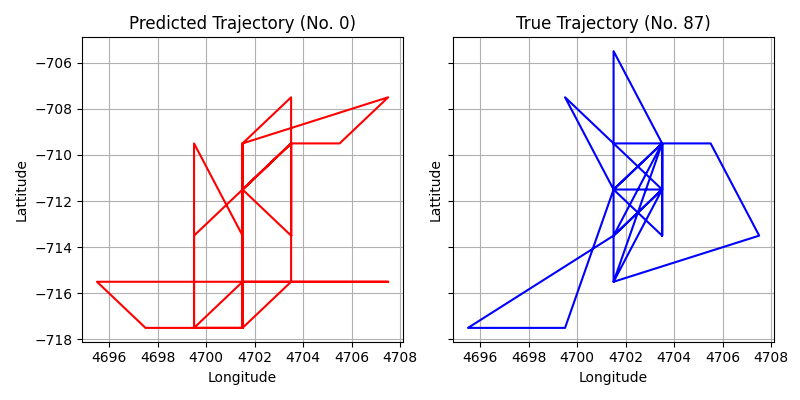 Predicted Trajectory (No. 0)
True Trajectory (No. 87)
−706
−708
−710
−712
−714
−716
−718
Lattitude
Lattitude
4696 4698 4700 4702 4704 4706 4708
4696 4698 4700 4702 4704 4706 4708
Longitude
Longitude